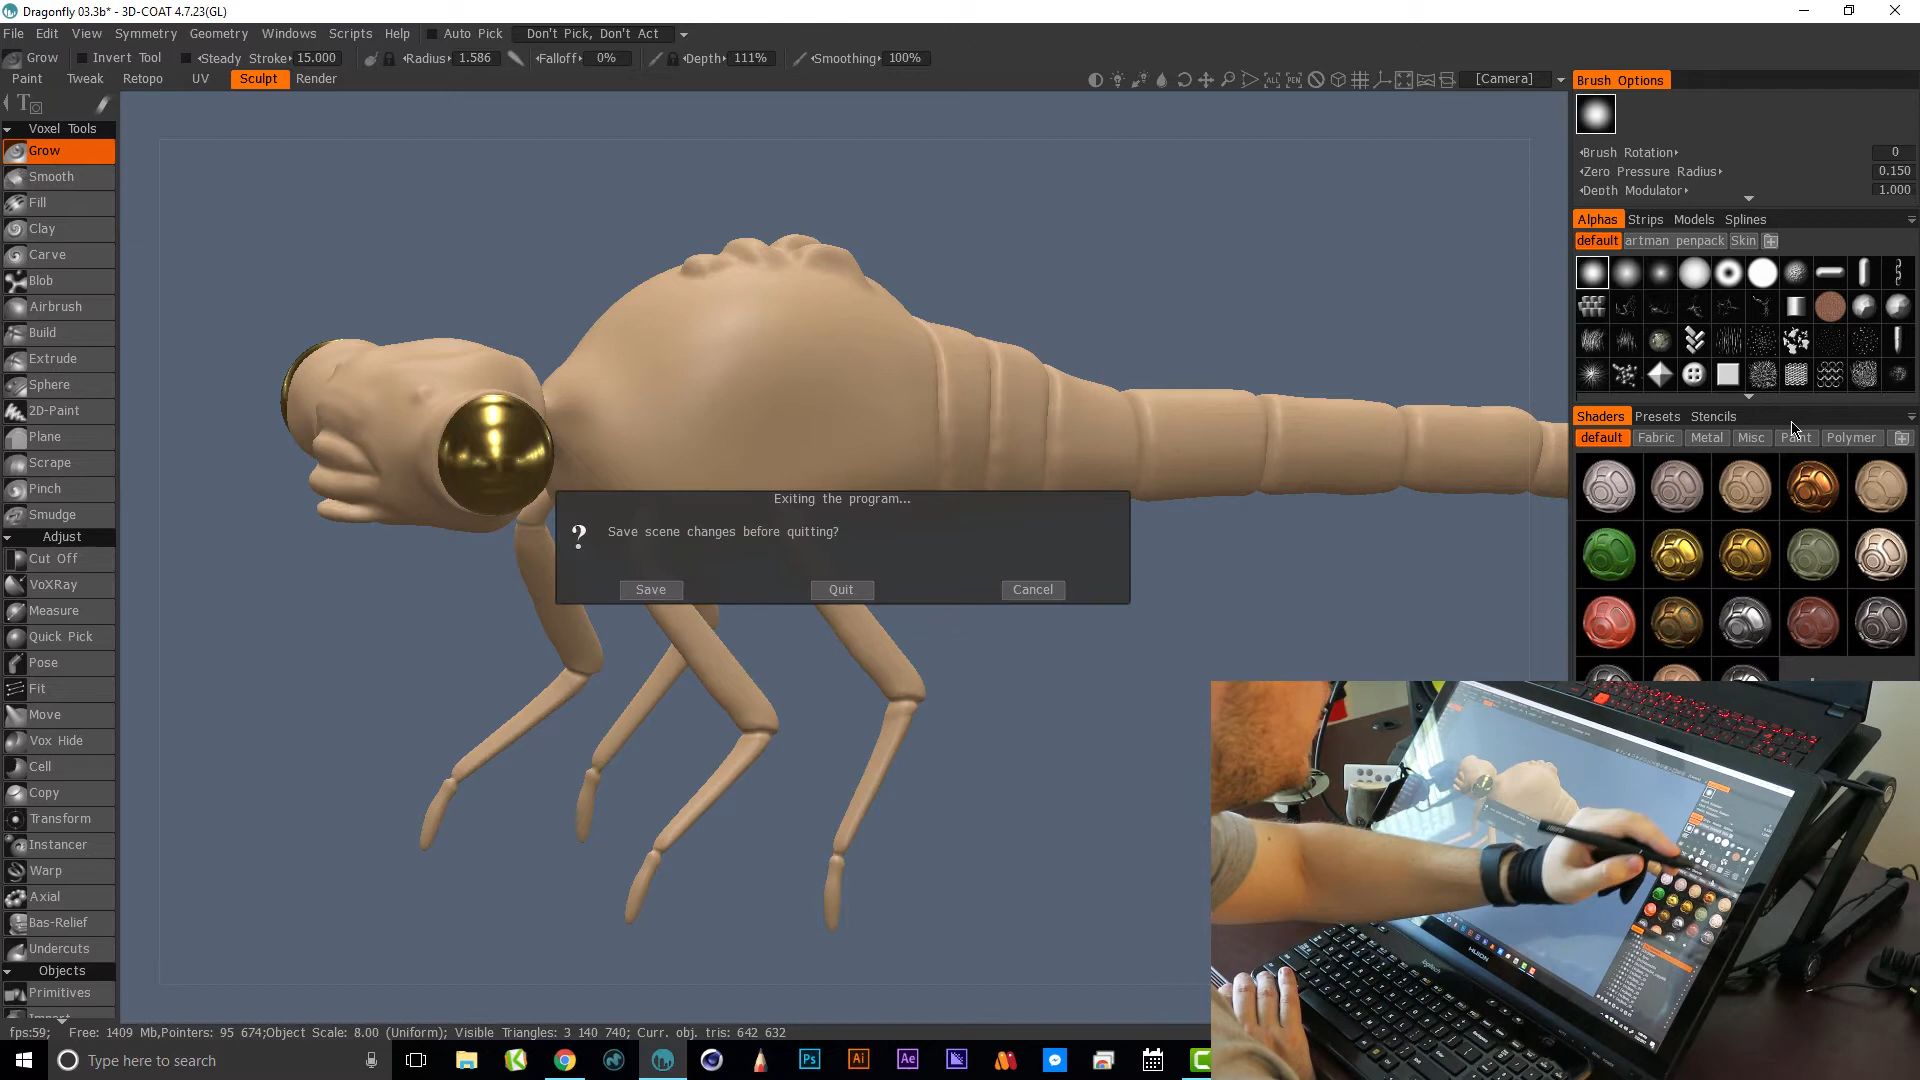 Dragonfly 03.3b* - 3D-COAT 4.7.23(GL)
File Edit View Symmetry Geometry Windows Scripts Help Auto Pick Don't Pick, Don't Act
Grow Invert Tool Steady Stroke 15.000 Radius 1.586 Falloff 0% Depth 111% Smoothing 100%
Paint Tweak Retopo UV Sculpt Render ALL PEN [Camera]
Voxel Tools
Grow
Smooth
Fill
Clay
Carve
Blob
Airbrush
Build
Extrude
Sphere
2D-Paint
Plane
Scrape
Pinch
Smudge
Adjust
Cut Off
VoXRay
Measure
Quick Pick
Pose
Fit
Move
Vox Hide
Cell
Copy
Transform
Instancer
Warp
Axial
Bas-Relief
Undercuts
Objects
Primitives
Import
Exiting the program...
? Save scene changes before quitting?
Save Quit Cancel
Brush Options
Brush Rotation 0
Zero Pressure Radius 0.150
Depth Modulator 1.000
Alphas Strips Models Splines
default artman penpack Skin
Shaders Presets Stencils
default Fabric Metal Misc Paint Polymer
HUION
logitech
fps:59; Free: 1409 Mb,Pointers: 95 674;Object Scale: 8.00 (Uniform); Visible Triangles: 3 140 740; Curr. obj. tris: 642 632
Type here to search
Ps Ai Ae